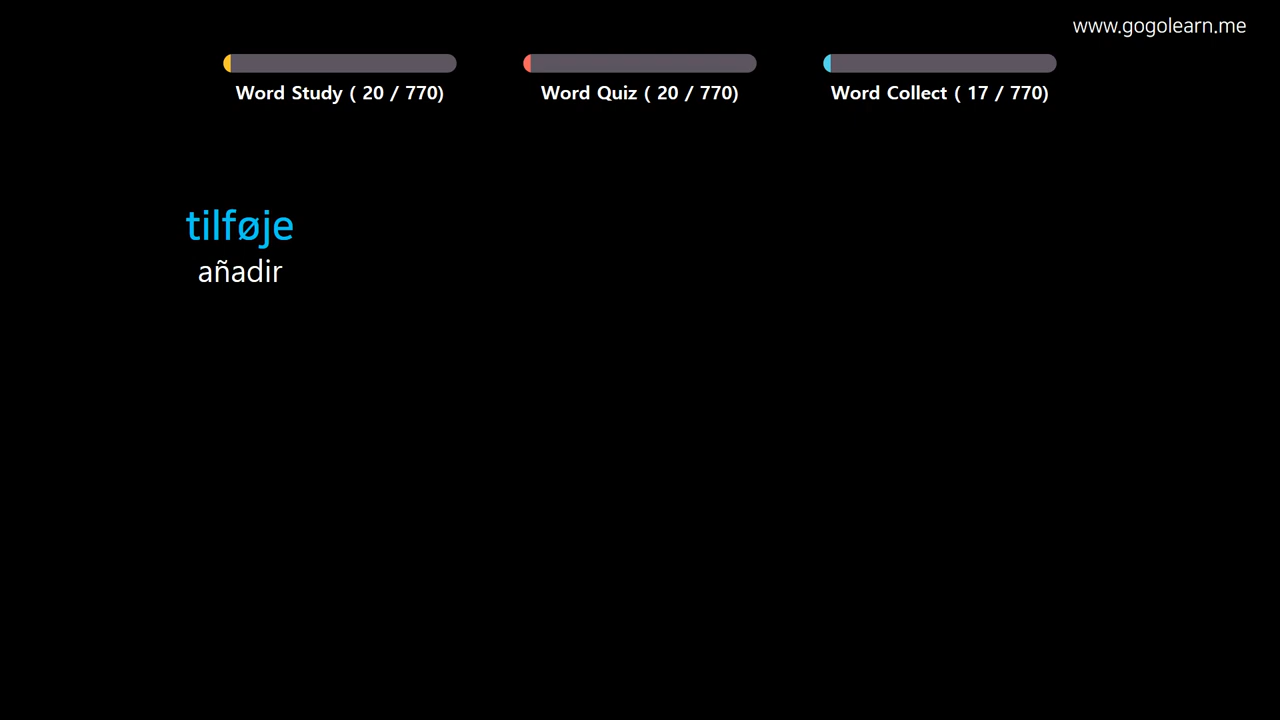 www.gogolearn.me
Word Study ( 20 / 770)
Word Quiz ( 20 / 770)
Word Collect ( 17 / 770)
tilføje
añadir